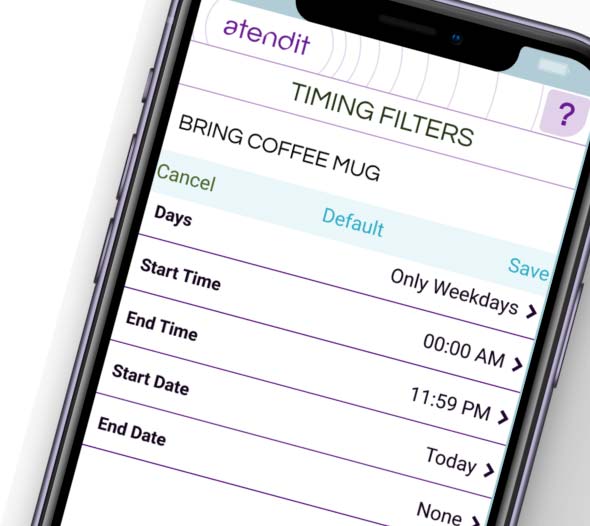 atendit
?
TIMING FILTERS
BRING COFFEE MUG
Cancel Default Save
Days Only Weekdays
Start Time 00:00 AM
End Time 11:59 PM
Start Date Today
End Date None